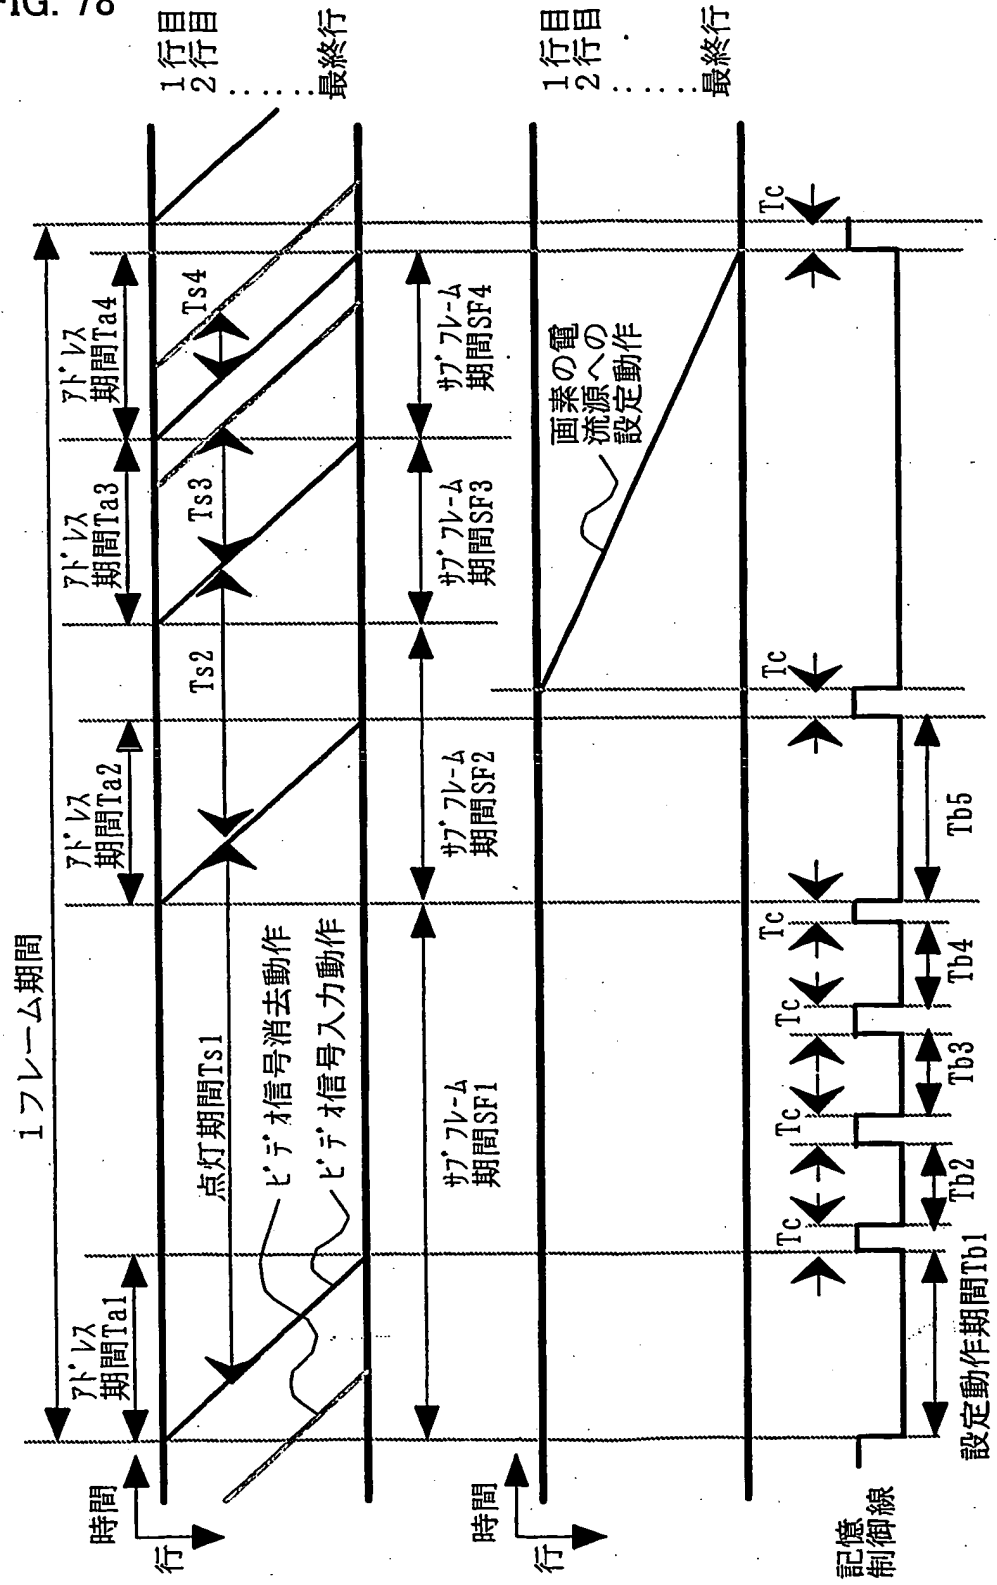 FIG. 78
1フレーム期間
アドレス
期間Ta1
アドレス
期間Ta2
アドレス
期間Ta3
アドレス
期間Ta4
時間
行
点灯期間Ts1
Ts2
Ts3
Ts4
ビデオ信号消去動作
ビデオ信号入力動作
1行目
2行目
......
最終行
サブフレーム
期間SF1
サブフレーム
期間SF2
サブフレーム
期間SF3
サブフレーム
期間SF4
時間
行
画素の電
流源への
設定動作
1行目
2行目
......
最終行
Tc
Tc
Tc
Tc
Tc
Tc
記憶
制御線
設定動作期間Tb1
Tb2
Tb3
Tb4
Tb5